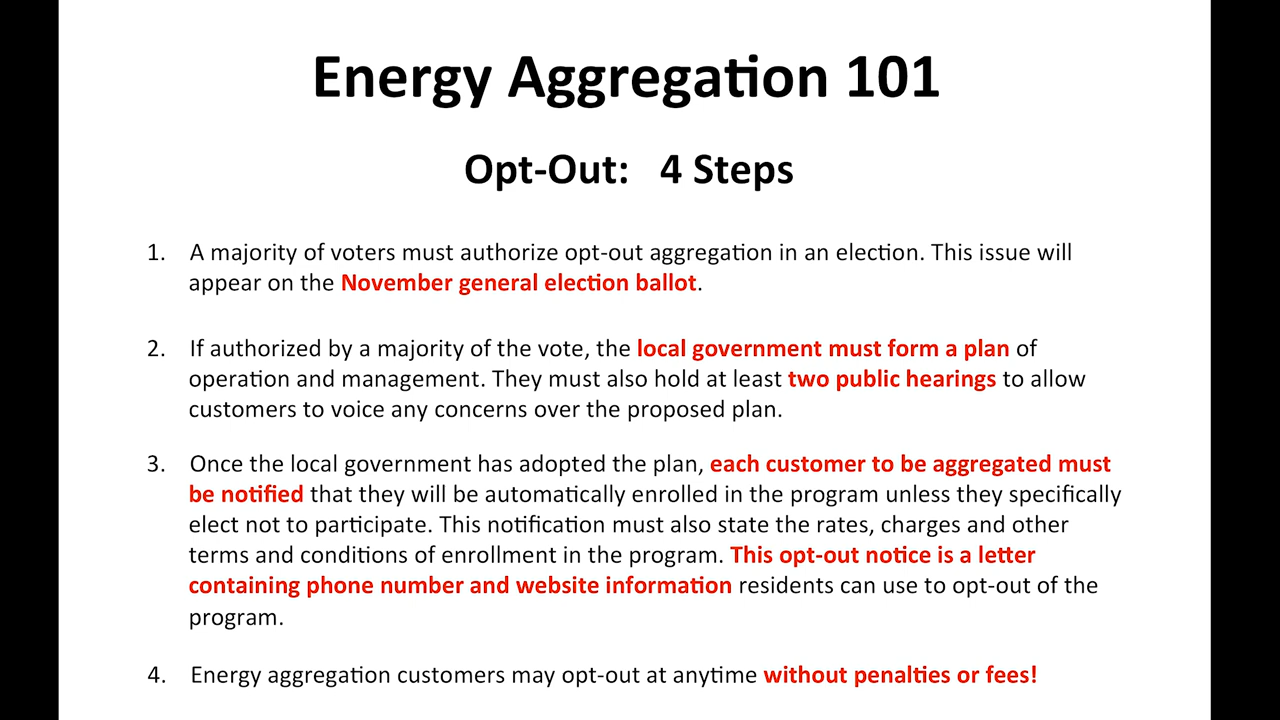 Energy Aggregation 101
Opt-Out: 4 Steps
1. A majority of voters must authorize opt-out aggregation in an election. This issue will
appear on the November general election ballot.
2. If authorized by a majority of the vote, the local government must form a plan of
operation and management. They must also hold at least two public hearings to allow
customers to voice any concerns over the proposed plan.
3. Once the local government has adopted the plan, each customer to be aggregated must
be notified that they will be automatically enrolled in the program unless they specifically
elect not to participate. This notification must also state the rates, charges and other
terms and conditions of enrollment in the program. This opt-out notice is a letter
containing phone number and website information residents can use to opt-out of the
program.
4. Energy aggregation customers may opt-out at anytime without penalties or fees!